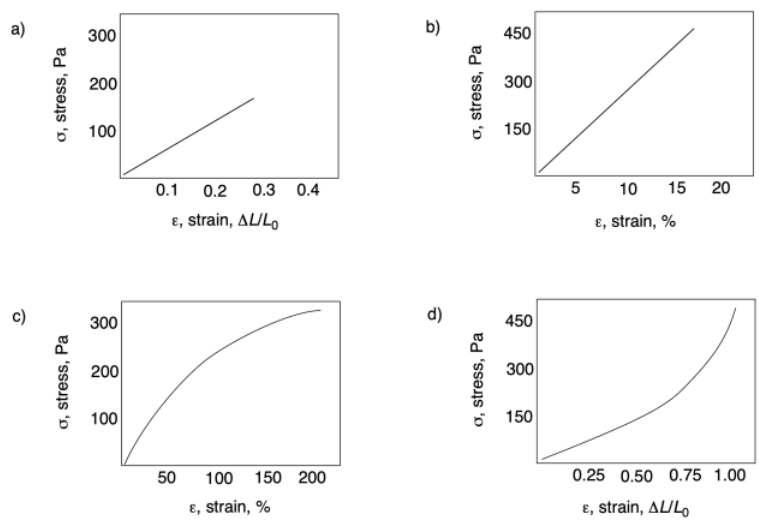 a)
σ, stress, Pa
300
200
100
0.1 0.2 0.3 0.4
ε, strain, ΔL/L₀
b)
σ, stress, Pa
450
300
150
5 10 15 20
ε, strain, %
c)
σ, stress, Pa
300
200
100
50 100 150 200
ε, strain, %
d)
σ, stress, Pa
450
300
150
0.25 0.50 0.75 1.00
ε, strain, ΔL/L₀